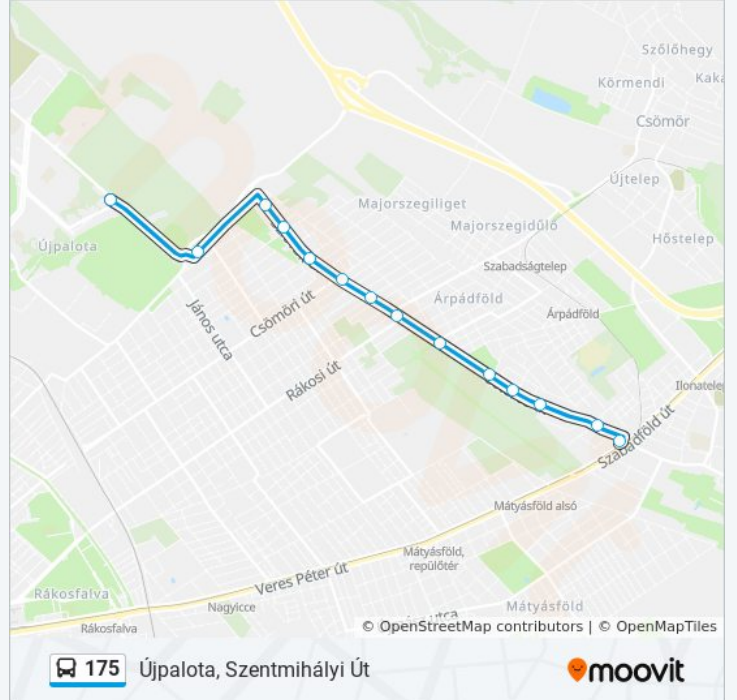 Szőlőhegy
Körmendi
Csömör
Újtelep
Majorszegiliget
Majorszegidűlő
Hőstelep
Újpalota
Szabadságtelep
Árpádföld
Árpádföld
János utca
Csömöri út
Rákosi út
Ilonatele
Szabadföld út
Mátyásföld alsó
Mátyásföld,
repülőtér
Veres Péter út
Rákosfalva
Nagyicce
Mátyásföld
Rákosfalva
© OpenStreetMap contributors | © OpenMapTiles
175 Újpalota, Szentmihályi Út
moovit